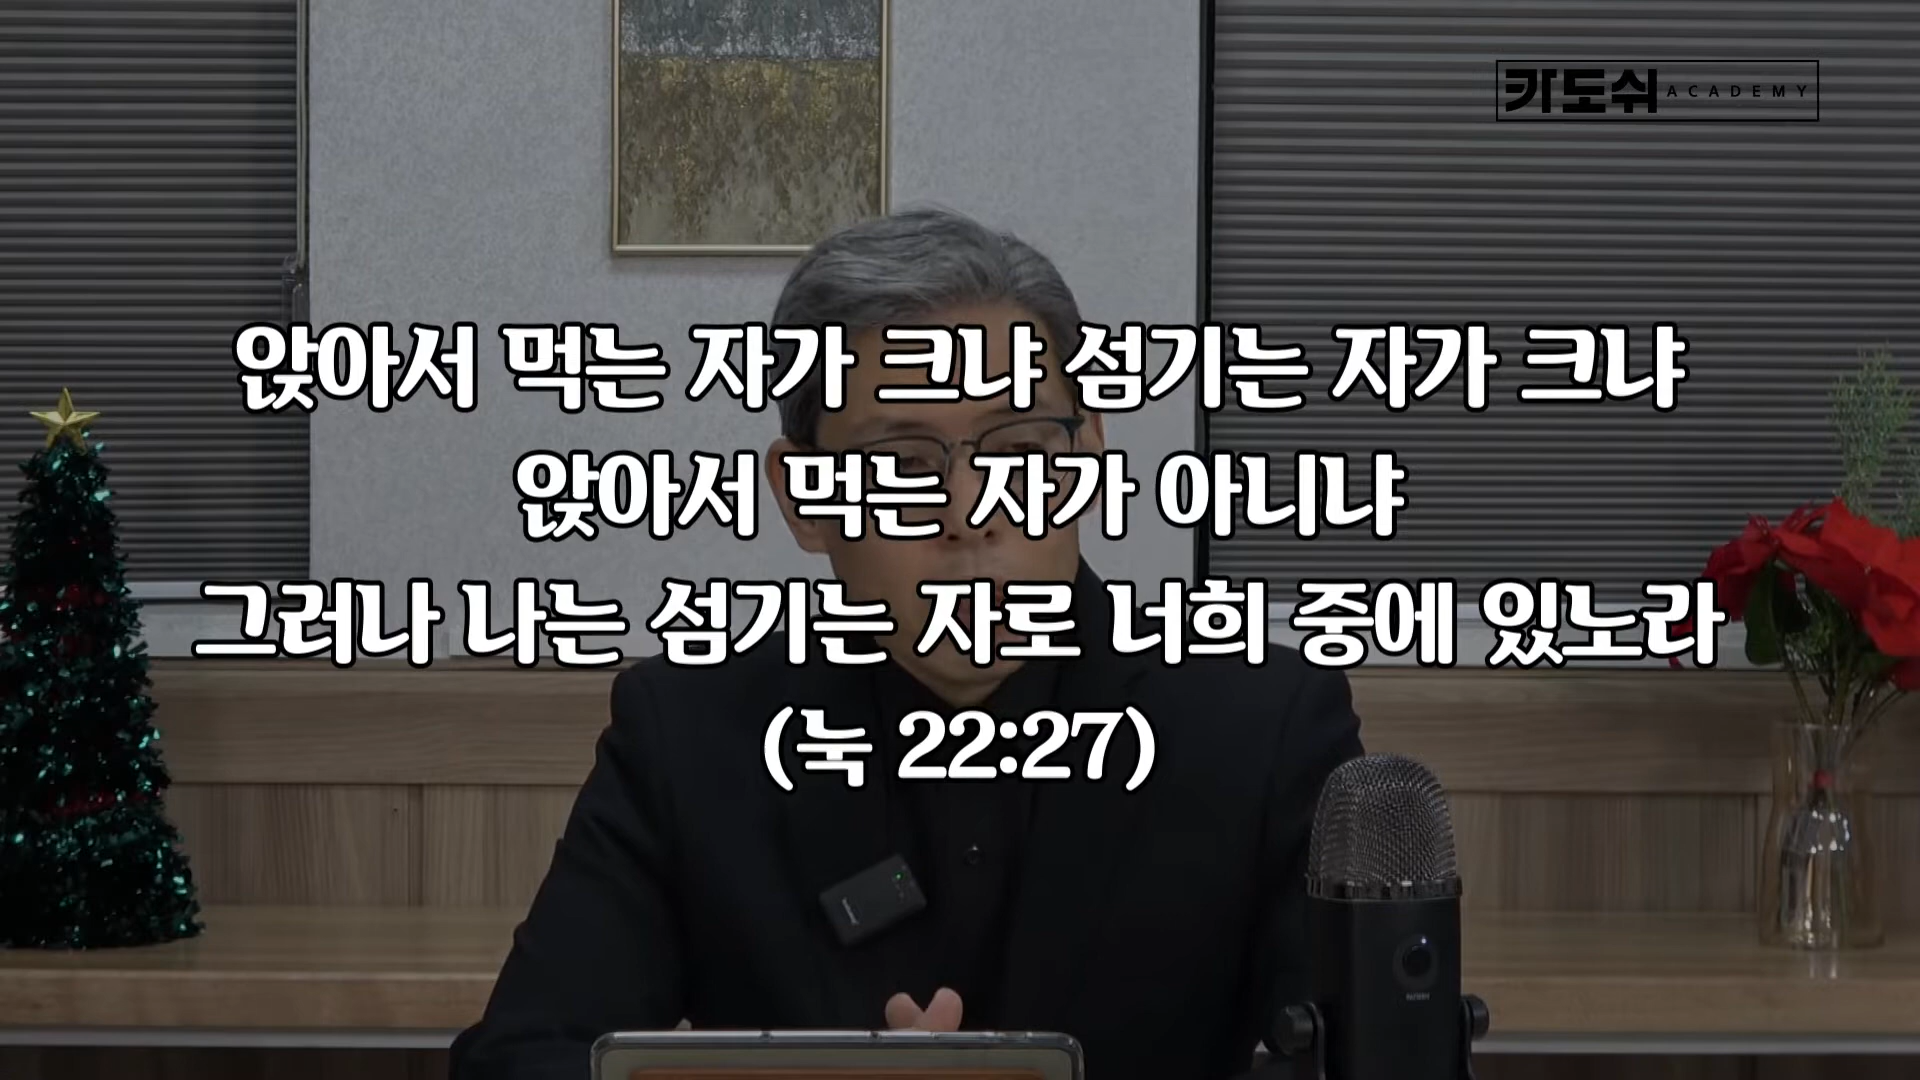 카도쉬 ACADEMY
앉아서 먹는 자가 크냐 섬기는 자가 크냐
앉아서 먹는 자가 아니냐
그러나 나는 섬기는 자로 너희 중에 있노라
(눅 22:27)